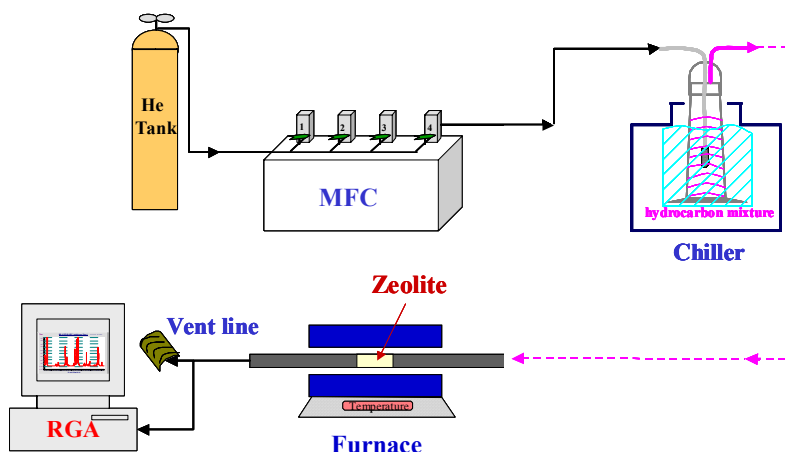 He
Tank
1
2
3
4
MFC
hydrocarbon mixture
Chiller
Zeolite
Vent line
Temperature
RGA
Furnace